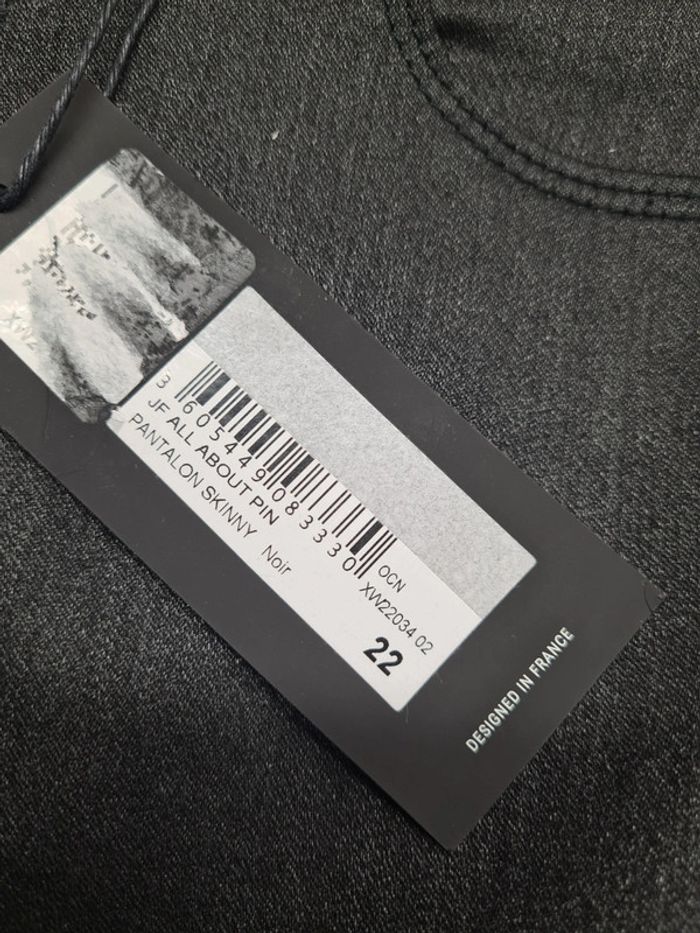 3 605449 083330
OCN
JF ALL ABOUT PIN
XW22034 02
PANTALON SKINNY Noir
22
DESIGNED IN FRANCE